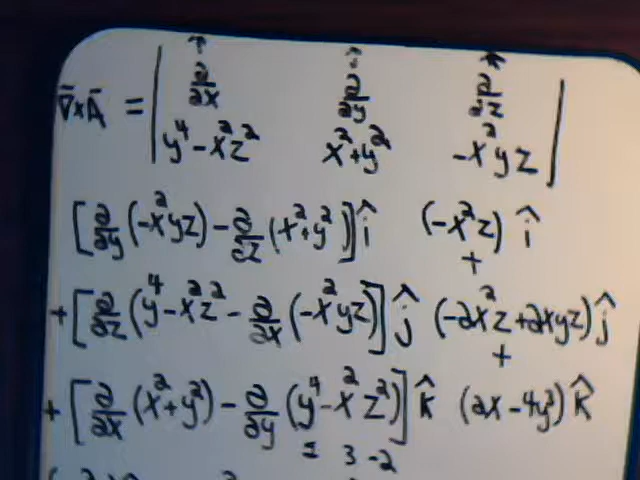 î ĵ k̂
∇̄×Ā = | ∂/∂x ∂/∂y ∂/∂z |
y⁴-x²z² x²+y² -x²yz
[∂/∂y(-x²yz)-∂/∂z(x²+y²)]î (-x²z)î
+
+[∂/∂z(y⁴-x²z²-∂/∂x(-x²yz)]ĵ (-2x²z+2xyz)ĵ
+
+[∂/∂x(x²+y²)-∂/∂y(y⁴-x²z²)]k̂ (2x-4y³)k̂
= 3 -2